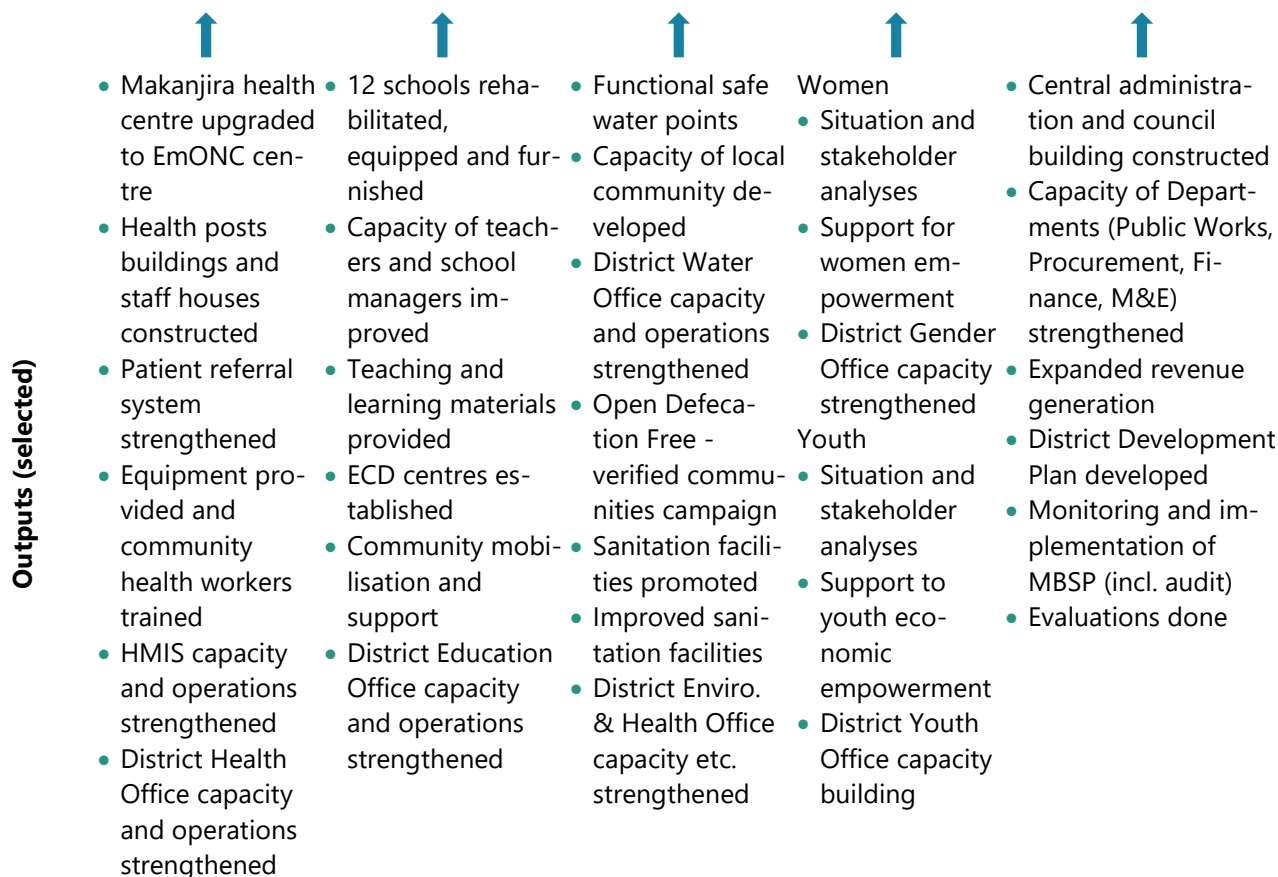 Outputs (selected)
• Makanjira health
centre upgraded
to EmONC cen-
tre
• Health posts
buildings and
staff houses
constructed
• Patient referral
system
strengthened
• Equipment pro-
vided and
community
health workers
trained
• HMIS capacity
and operations
strengthened
• District Health
Office capacity
and operations
strengthened
• 12 schools reha-
bilitated,
equipped and fur-
nished
• Capacity of teach-
ers and school
managers im-
proved
• Teaching and
learning materials
provided
• ECD centres es-
tablished
• Community mobi-
lisation and
support
• District Education
Office capacity
and operations
strengthened
• Functional safe
water points
• Capacity of local
community de-
veloped
• District Water
Office capacity
and operations
strengthened
• Open Defeca-
tion Free -
verified commu-
nities campaign
• Sanitation facili-
ties promoted
• Improved sani-
tation facilities
• District Enviro.
& Health Office
capacity etc.
strengthened
Women
• Situation and
stakeholder
analyses
• Support for
women em-
powerment
• District Gender
Office capacity
strengthened
Youth
• Situation and
stakeholder
analyses
• Support to
youth eco-
nomic
empowerment
• District Youth
Office capacity
building
• Central administra-
tion and council
building constructed
• Capacity of Depart-
ments (Public Works,
Procurement, Fi-
nance, M&E)
strengthened
• Expanded revenue
generation
• District Development
Plan developed
• Monitoring and im-
plementation of
MBSP (incl. audit)
• Evaluations done